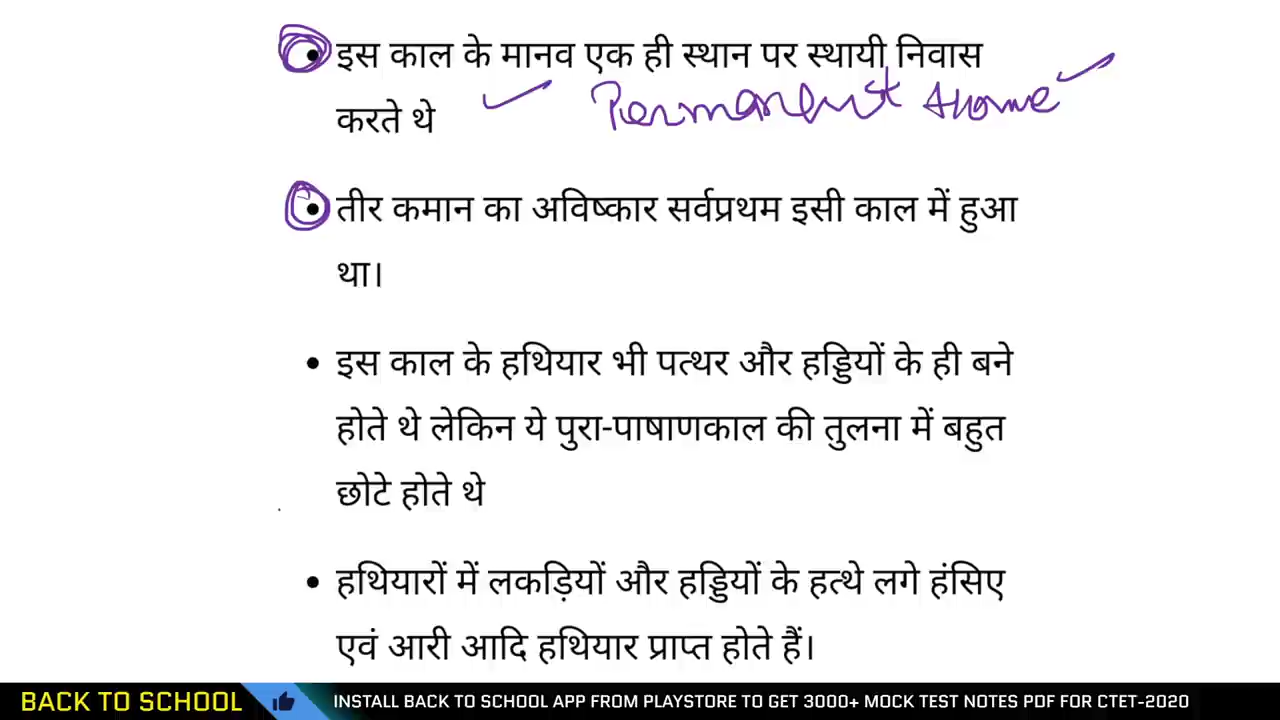 इस काल के मानव एक ही स्थान पर स्थायी निवास
करते थे
Permanent Home
तीर कमान का अविष्कार सर्वप्रथम इसी काल में हुआ
था।
इस काल के हथियार भी पत्थर और हड्डियों के ही बने
होते थे लेकिन ये पुरा-पाषाणकाल की तुलना में बहुत
छोटे होते थे
हथियारों में लकड़ियों और हड्डियों के हत्थे लगे हंसिए
एवं आरी आदि हथियार प्राप्त होते हैं।
BACK TO SCHOOL
INSTALL BACK TO SCHOOL APP FROM PLAYSTORE TO GET 3000+ MOCK TEST NOTES PDF FOR CTET-2020